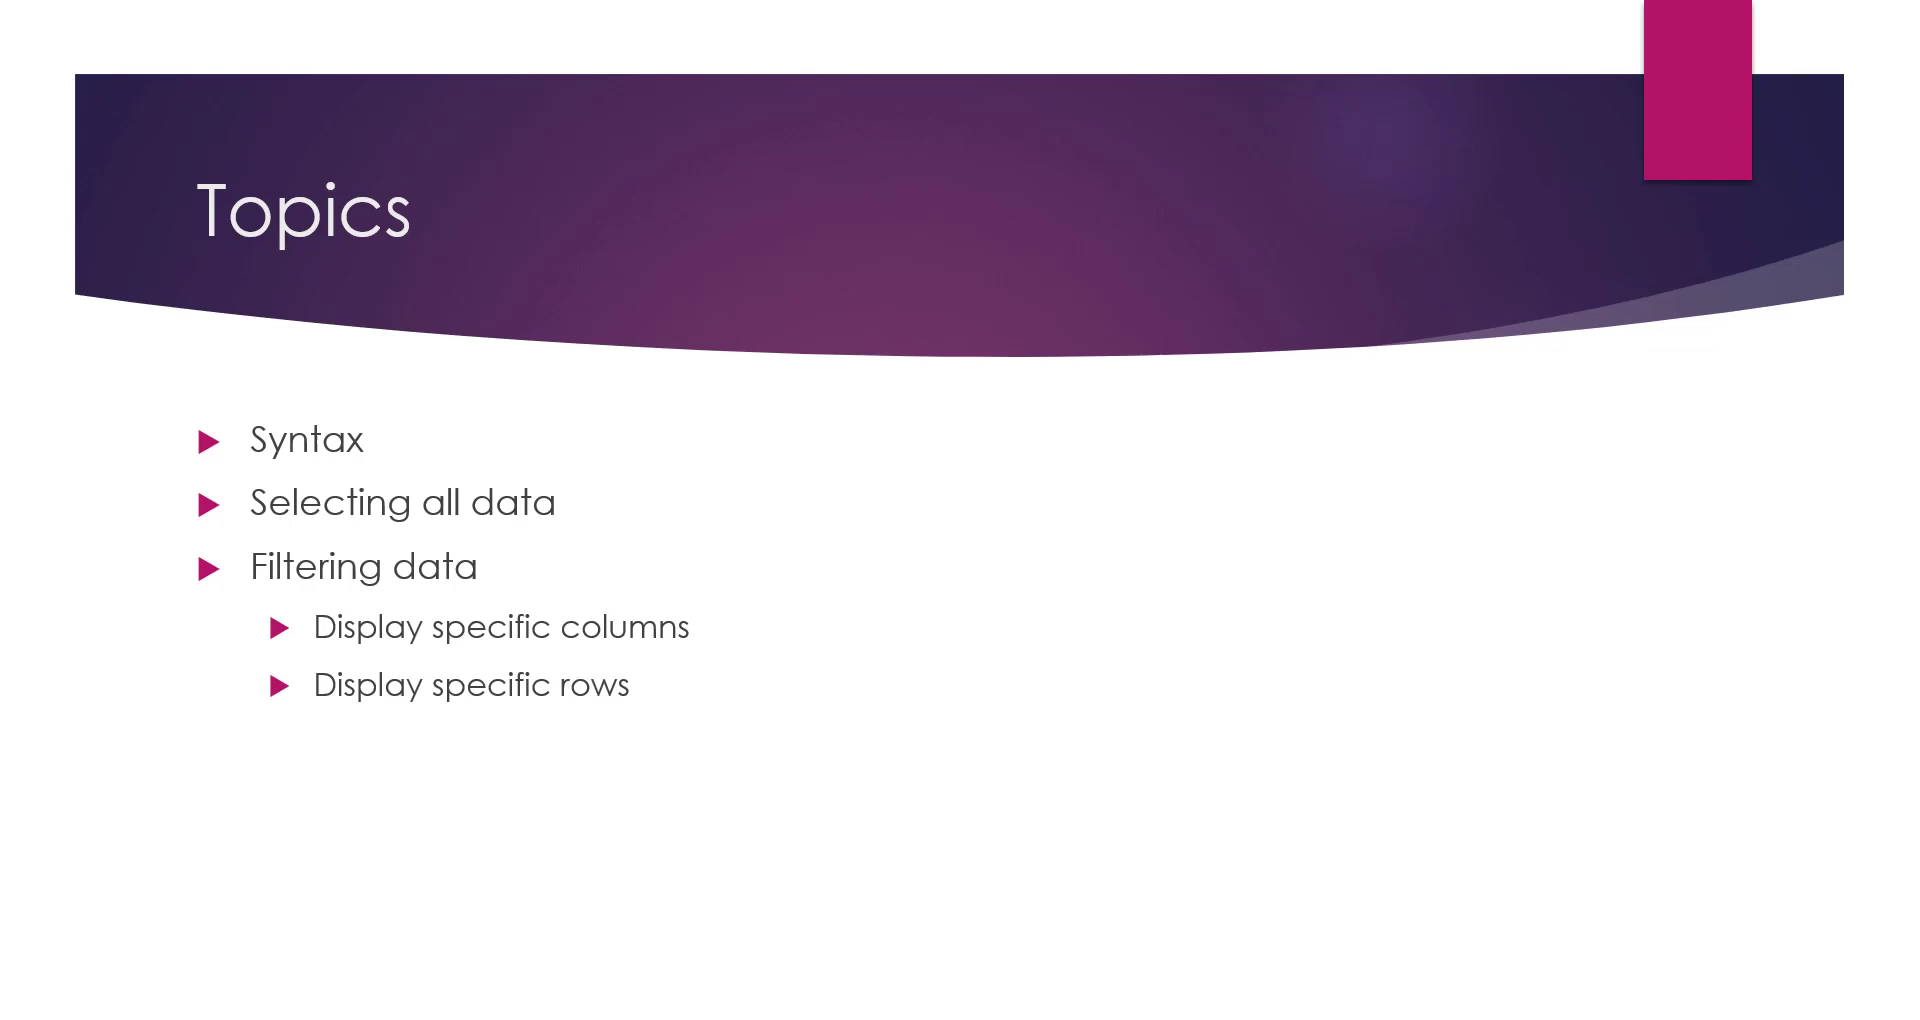 Topics
Syntax
Selecting all data
Filtering data
Display specific columns
Display specific rows